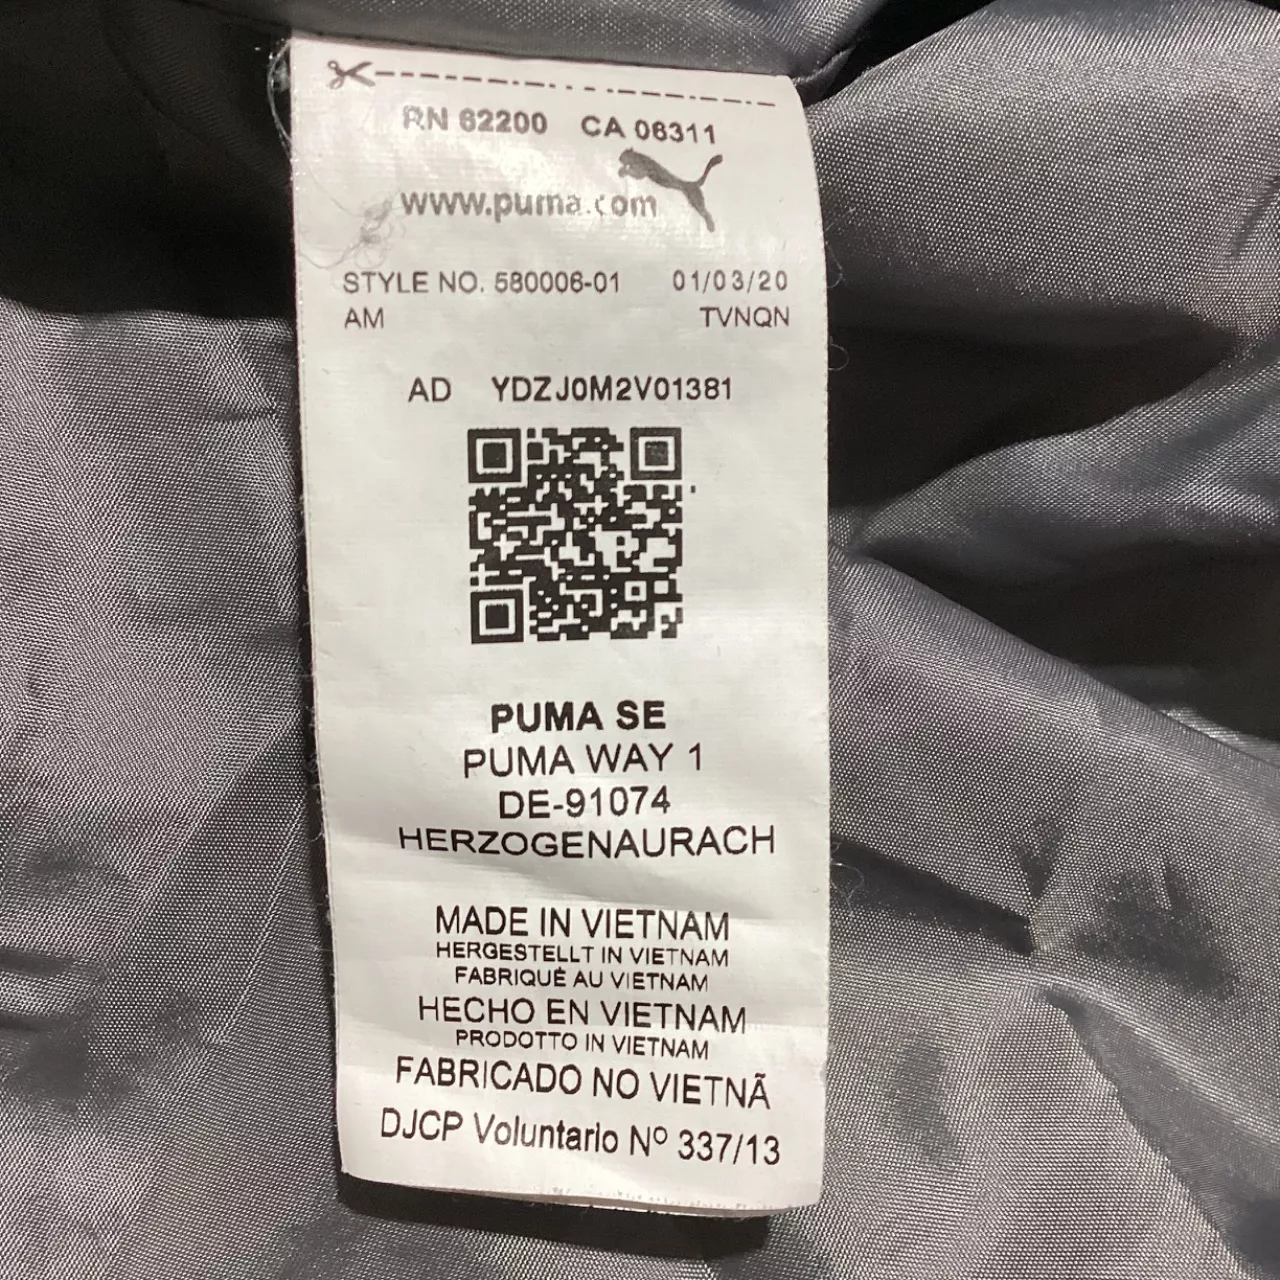 RN 62200 CA 06311
www.puma.com
STYLE NO. 580006-01 01/03/20
AM TVNQN
AD YDZJ0M2V01381
PUMA SE
PUMA WAY 1
DE-91074
HERZOGENAURACH
MADE IN VIETNAM
HERGESTELLT IN VIETNAM
FABRIQUÉ AU VIETNAM
HECHO EN VIETNAM
PRODOTTO IN VIETNAM
FABRICADO NO VIETNÃ
DJCP Voluntario Nº 337/13